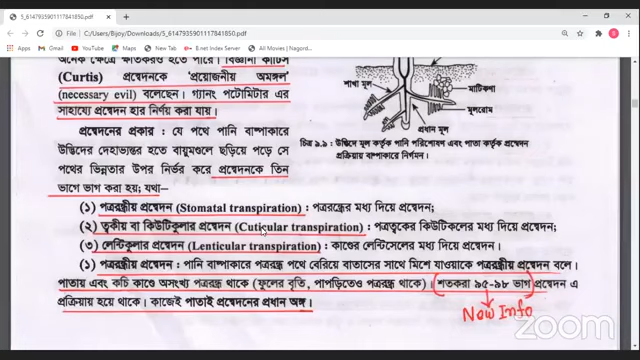 5_6147935901151841850.pdf
File | C:/Users/Bijoy/Downloads/5_6147935901151841850.pdf
Apps Gmail YouTube Maps New Tab E.net Index Server All Movies | Nagord...
অনেক ক্ষেত্রে ক্ষতিকরও হতে পারে। বিজ্ঞানী কার্টিস
(Curtis) প্রস্বেদনকে 'প্রয়োজনীয় অমঙ্গল'
(necessary evil) বলেছেন। গ্যানং পটোমিটার এর
সাহায্যে প্রস্বেদন হার নির্ণয় করা যায়।
প্রস্বেদনের প্রকার : যে পথে পানি বাষ্পাকারে
উদ্ভিদের দেহাভ্যন্তর হতে বায়ুমণ্ডলে ছড়িয়ে পড়ে সে
পথের ভিন্নতার উপর নির্ভর করে প্রস্বেদনকে তিন
ভাগে ভাগ করা হয়; যথা—
শাখা মূল
মাটিকণা
মূলরোম
প্রধান মূল
চিত্র ৯.৯ : উদ্ভিদে মূল কর্তৃক পানি পরিশোষণ এবং পাতা কর্তৃক প্রস্বেদন
প্রক্রিয়ায় বাষ্পাকারে নির্গমন।
(১) পত্ররন্ধ্রীয় প্রস্বেদন (Stomatal transpiration) : পত্ররন্ধ্রের মধ্য দিয়ে প্রস্বেদন;
(২) ত্বকীয় বা কিউটিকুলার প্রস্বেদন (Cuticular transpiration) : পত্রত্বকের কিউটিকলের মধ্য দিয়ে প্রস্বেদন;
(৩) লেন্টিকুলার প্রস্বেদন (Lenticular transpiration) : কাণ্ডের লেন্টিসেলের মধ্য দিয়ে প্রস্বেদন।
(১) পত্ররন্ধ্রীয় প্রস্বেদন : পানি বাষ্পাকারে পত্ররন্ধ্র পথে বেরিয়ে বাতাসের সাথে মিশে যাওয়াকে পত্ররন্ধ্রীয় প্রস্বেদন বলে।
পাতায় এবং কচি কাণ্ডে অসংখ্য পত্ররন্ধ্র থাকে (ফুলের বৃতি, পাপড়িতেও পত্ররন্ধ্র থাকে)। শতকরা ৯৫-৯৮ ভাগ প্রস্বেদন এ
প্রক্রিয়ায় হয়ে থাকে। কাজেই পাতাই প্রস্বেদনের প্রধান অঙ্গ।
New Info
zoom